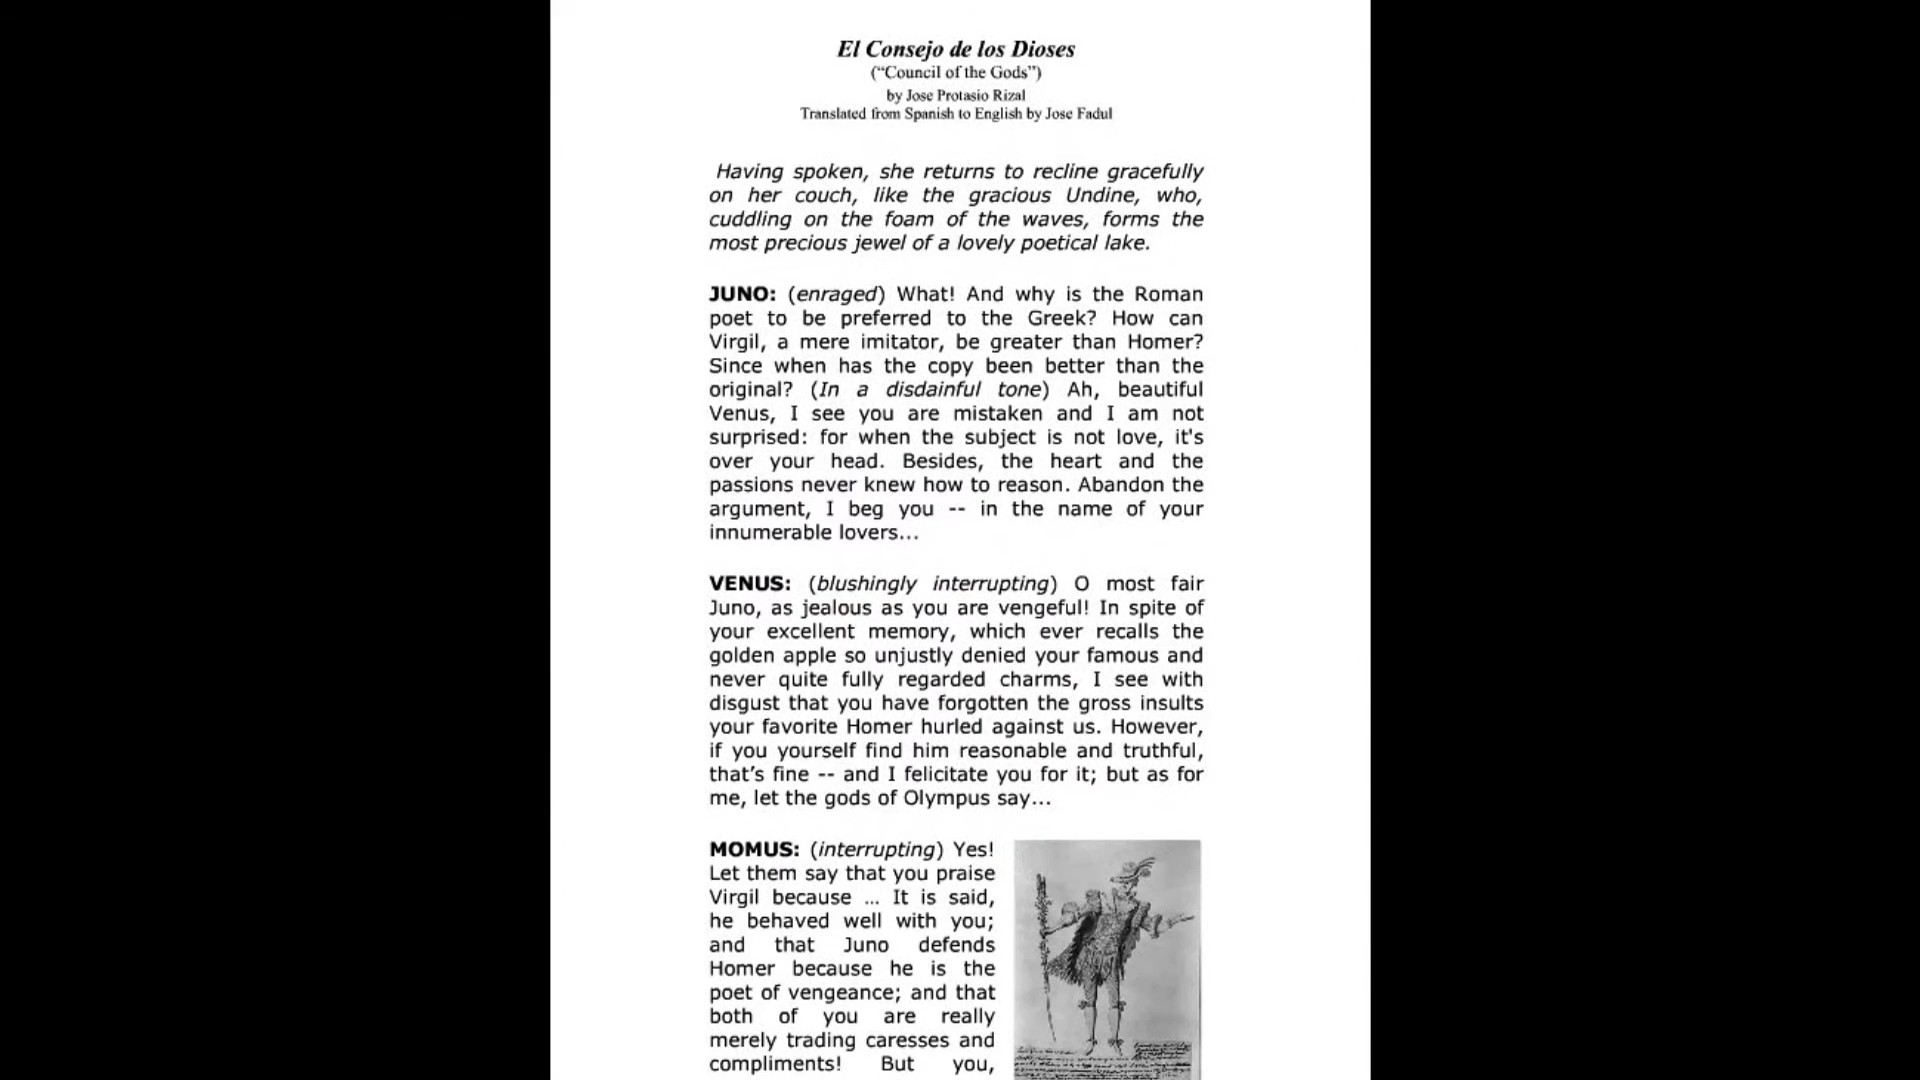 El Consejo de los Dioses
(“Council of the Gods”)
by Jose Protasio Rizal
Translated from Spanish to English by Jose Fadul
Having spoken, she returns to recline gracefully
on her couch, like the gracious Undine, who,
cuddling on the foam of the waves, forms the
most precious jewel of a lovely poetical lake.
JUNO: (enraged) What! And why is the Roman
poet to be preferred to the Greek? How can
Virgil, a mere imitator, be greater than Homer?
Since when has the copy been better than the
original? (In a disdainful tone) Ah, beautiful
Venus, I see you are mistaken and I am not
surprised: for when the subject is not love, it's
over your head. Besides, the heart and the
passions never knew how to reason. Abandon the
argument, I beg you -- in the name of your
innumerable lovers...
VENUS: (blushingly interrupting) O most fair
Juno, as jealous as you are vengeful! In spite of
your excellent memory, which ever recalls the
golden apple so unjustly denied your famous and
never quite fully regarded charms, I see with
disgust that you have forgotten the gross insults
your favorite Homer hurled against us. However,
if you yourself find him reasonable and truthful,
that’s fine -- and I felicitate you for it; but as for
me, let the gods of Olympus say...
MOMUS: (interrupting) Yes!
Let them say that you praise
Virgil because ... It is said,
he behaved well with you;
and that Juno defends
Homer because he is the
poet of vengeance; and that
both of you are really
merely trading caresses and
compliments! But you,